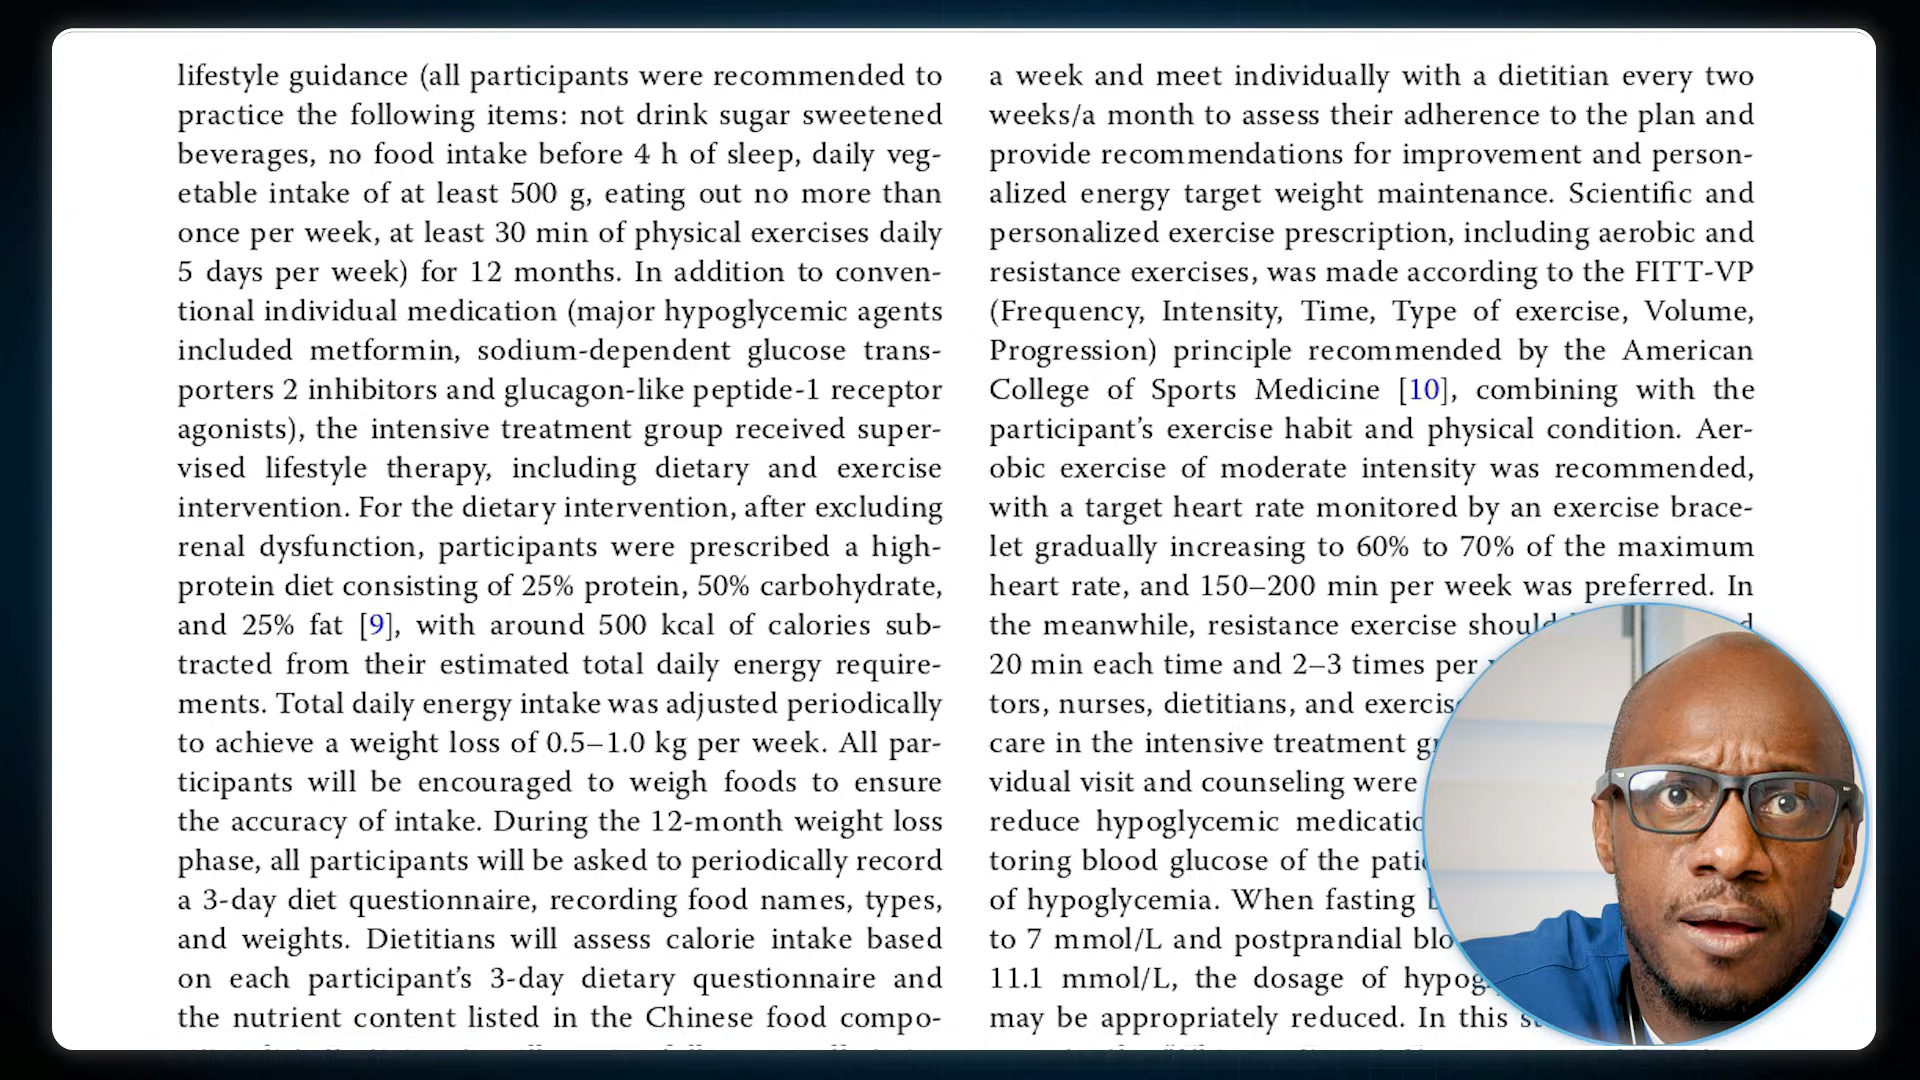 lifestyle guidance (all participants were recommended to
practice the following items: not drink sugar sweetened
beverages, no food intake before 4 h of sleep, daily veg-
etable intake of at least 500 g, eating out no more than
once per week, at least 30 min of physical exercises daily
5 days per week) for 12 months. In addition to conven-
tional individual medication (major hypoglycemic agents
included metformin, sodium-dependent glucose trans-
porters 2 inhibitors and glucagon-like peptide-1 receptor
agonists), the intensive treatment group received super-
vised lifestyle therapy, including dietary and exercise
intervention. For the dietary intervention, after excluding
renal dysfunction, participants were prescribed a high-
protein diet consisting of 25% protein, 50% carbohydrate,
and 25% fat [9], with around 500 kcal of calories sub-
tracted from their estimated total daily energy require-
ments. Total daily energy intake was adjusted periodically
to achieve a weight loss of 0.5–1.0 kg per week. All par-
ticipants will be encouraged to weigh foods to ensure
the accuracy of intake. During the 12-month weight loss
phase, all participants will be asked to periodically record
a 3-day diet questionnaire, recording food names, types,
and weights. Dietitians will assess calorie intake based
on each participant's 3-day dietary questionnaire and
the nutrient content listed in the Chinese food compo-
a week and meet individually with a dietitian every two
weeks/a month to assess their adherence to the plan and
provide recommendations for improvement and person-
alized energy target weight maintenance. Scientific and
personalized exercise prescription, including aerobic and
resistance exercises, was made according to the FITT-VP
(Frequency, Intensity, Time, Type of exercise, Volume,
Progression) principle recommended by the American
College of Sports Medicine [10], combining with the
participant's exercise habit and physical condition. Aer-
obic exercise of moderate intensity was recommended,
with a target heart rate monitored by an exercise brace-
let gradually increasing to 60% to 70% of the maximum
heart rate, and 150–200 min per week was preferred. In
the meanwhile, resistance exercise should
20 min each time and 2–3 times per
tors, nurses, dietitians, and
care in the intensive treatment
vidual visit and counseling were
reduce hypoglycemic
toring blood glucose of the
of hypoglycemia. When fasting
to 7 mmol/L and postprandial
11.1 mmol/L, the dosage of
may be appropriately reduced. In this